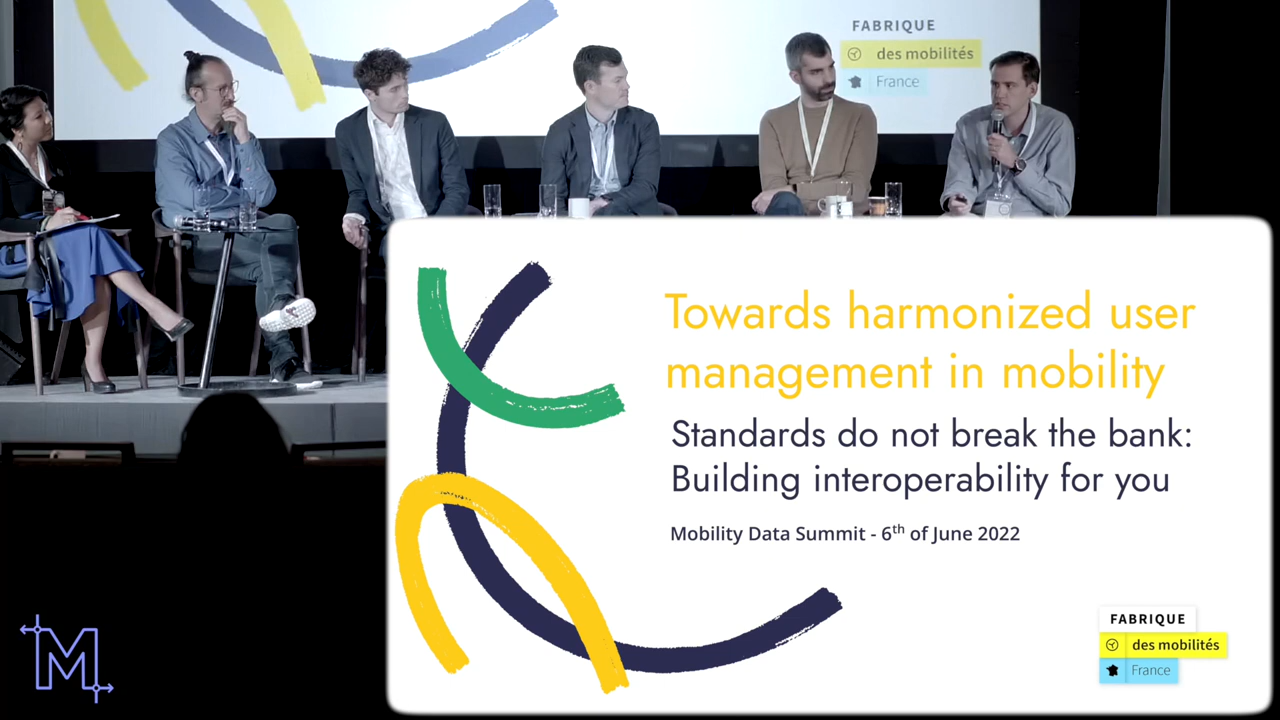 FABRIQUE
des mobilités
France
Towards harmonized user
management in mobility
Standards do not break the bank:
Building interoperability for you
Mobility Data Summit - 6th of June 2022
FABRIQUE
des mobilités
France
M